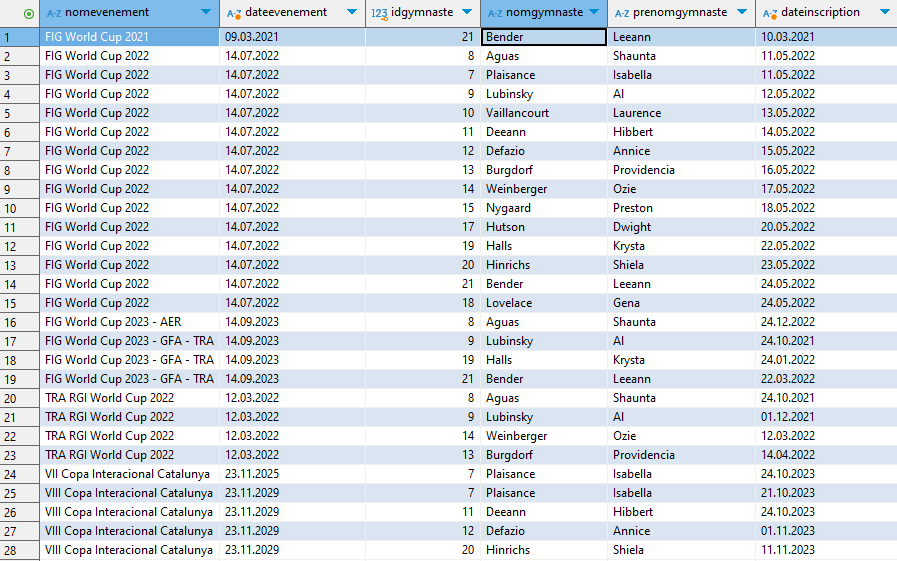 A-Z nomevenement A-Z dateevenement 123 idgymnaste A-Z nomgymnaste A-Z prenomgymnaste A-Z dateinscription
1 FIG World Cup 2021 09.03.2021 21 Bender Leeann 10.03.2021
2 FIG World Cup 2022 14.07.2022 8 Aguas Shaunta 11.05.2022
3 FIG World Cup 2022 14.07.2022 7 Plaisance Isabella 11.05.2022
4 FIG World Cup 2022 14.07.2022 9 Lubinsky Al 12.05.2022
5 FIG World Cup 2022 14.07.2022 10 Vaillancourt Laurence 13.05.2022
6 FIG World Cup 2022 14.07.2022 11 Deeann Hibbert 14.05.2022
7 FIG World Cup 2022 14.07.2022 12 Defazio Annice 15.05.2022
8 FIG World Cup 2022 14.07.2022 13 Burgdorf Providencia 16.05.2022
9 FIG World Cup 2022 14.07.2022 14 Weinberger Ozie 17.05.2022
10 FIG World Cup 2022 14.07.2022 15 Nygaard Preston 18.05.2022
11 FIG World Cup 2022 14.07.2022 17 Hutson Dwight 20.05.2022
12 FIG World Cup 2022 14.07.2022 19 Halls Krysta 22.05.2022
13 FIG World Cup 2022 14.07.2022 20 Hinrichs Shiela 23.05.2022
14 FIG World Cup 2022 14.07.2022 21 Bender Leeann 24.05.2022
15 FIG World Cup 2022 14.07.2022 18 Lovelace Gena 24.05.2022
16 FIG World Cup 2023 - AER 14.09.2023 8 Aguas Shaunta 24.12.2022
17 FIG World Cup 2023 - GFA - TRA 14.09.2023 9 Lubinsky Al 24.10.2021
18 FIG World Cup 2023 - GFA - TRA 14.09.2023 19 Halls Krysta 24.01.2022
19 FIG World Cup 2023 - GFA - TRA 14.09.2023 21 Bender Leeann 22.03.2022
20 TRA RGI World Cup 2022 12.03.2022 8 Aguas Shaunta 24.10.2021
21 TRA RGI World Cup 2022 12.03.2022 9 Lubinsky Al 01.12.2021
22 TRA RGI World Cup 2022 12.03.2022 14 Weinberger Ozie 12.03.2022
23 TRA RGI World Cup 2022 12.03.2022 13 Burgdorf Providencia 14.04.2022
24 VII Copa Interacional Catalunya 23.11.2025 7 Plaisance Isabella 24.10.2023
25 VIII Copa Interacional Catalunya 23.11.2029 7 Plaisance Isabella 21.10.2023
26 VIII Copa Interacional Catalunya 23.11.2029 11 Deeann Hibbert 24.10.2023
27 VIII Copa Interacional Catalunya 23.11.2029 12 Defazio Annice 01.11.2023
28 VIII Copa Interacional Catalunya 23.11.2029 20 Hinrichs Shiela 11.11.2023